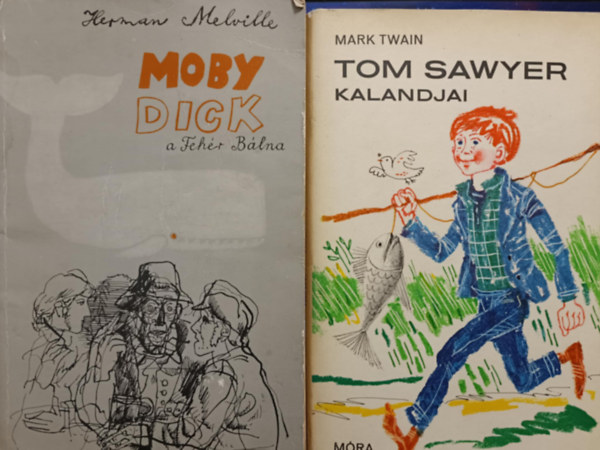 Herman Melville
MOBY
DICK
a Fehér Bálna
MARK TWAIN
TOM SAWYER
KALANDJAI
MÓRA